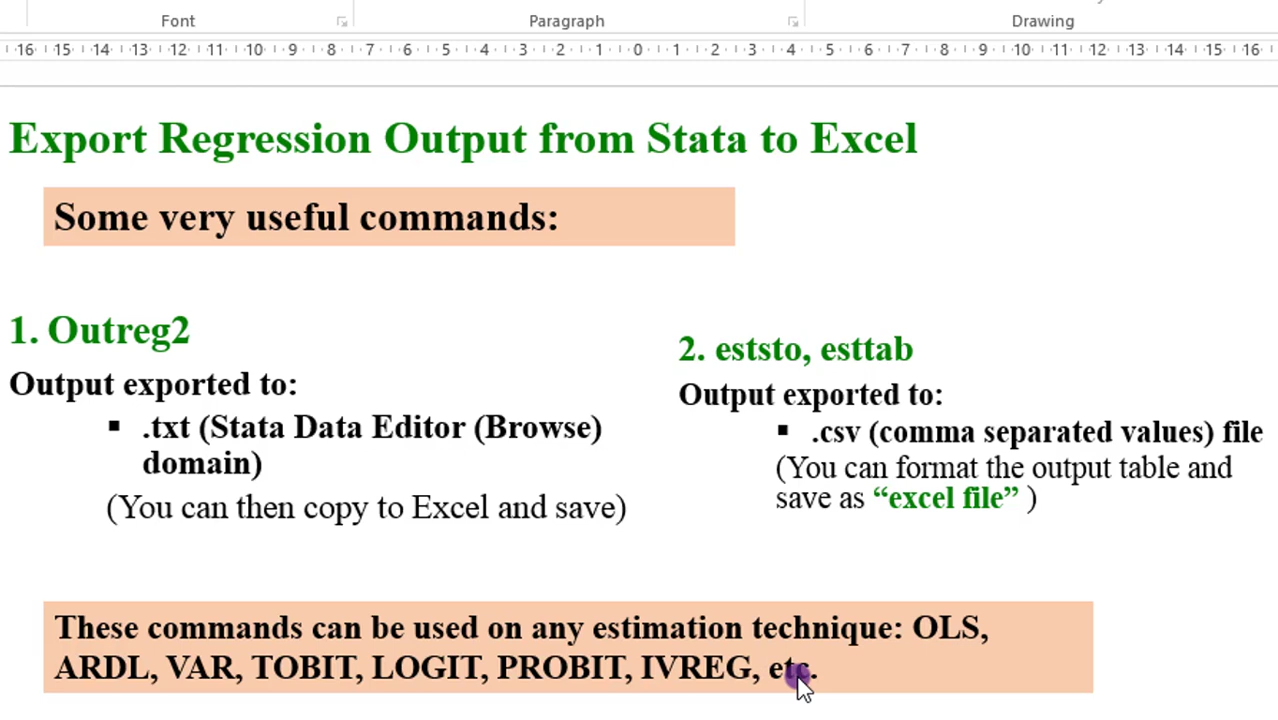 Font Paragraph Drawing
16 15 14 13 12 11 10 9 8 7 6 5 4 3 2 1 0 1 2 3 4 5 6 7 8 9 10 11 12 13 14 15 16
Export Regression Output from Stata to Excel
Some very useful commands:
1. Outreg2
Output exported to:
▪ .txt (Stata Data Editor (Browse)
domain)
(You can then copy to Excel and save)
2. eststo, esttab
Output exported to:
▪ .csv (comma separated values) file
(You can format the output table and
save as “excel file” )
These commands can be used on any estimation technique: OLS,
ARDL, VAR, TOBIT, LOGIT, PROBIT, IVREG, etc.